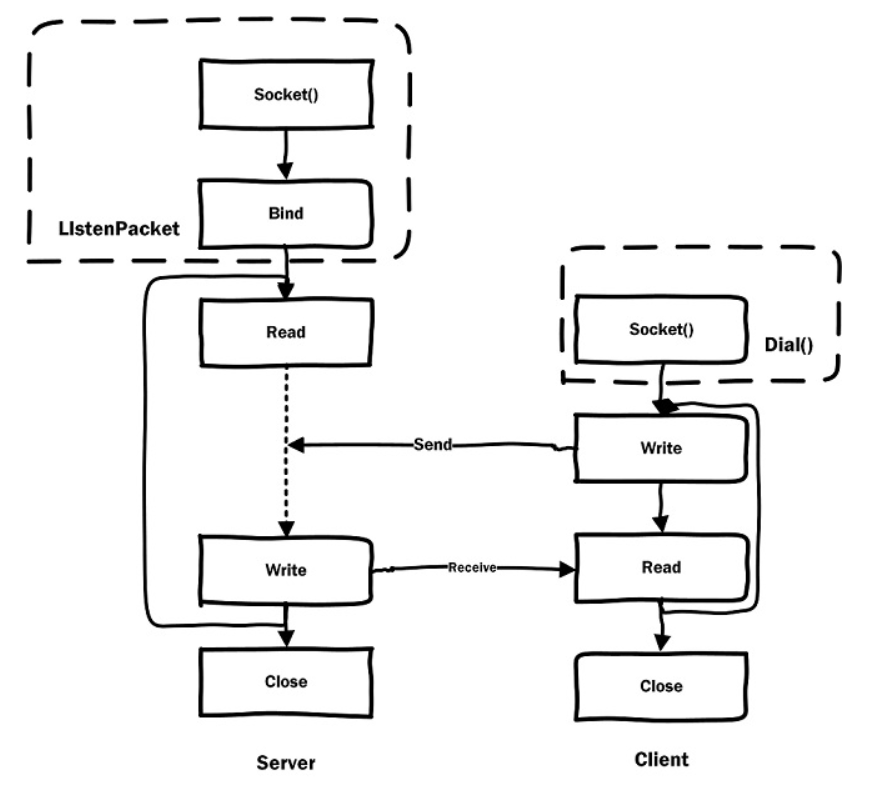 Socket()
Bind
LIstenPacket
Read
Socket()
Dial()
Send
Write
Write
Receive
Read
Close
Close
Server
Client